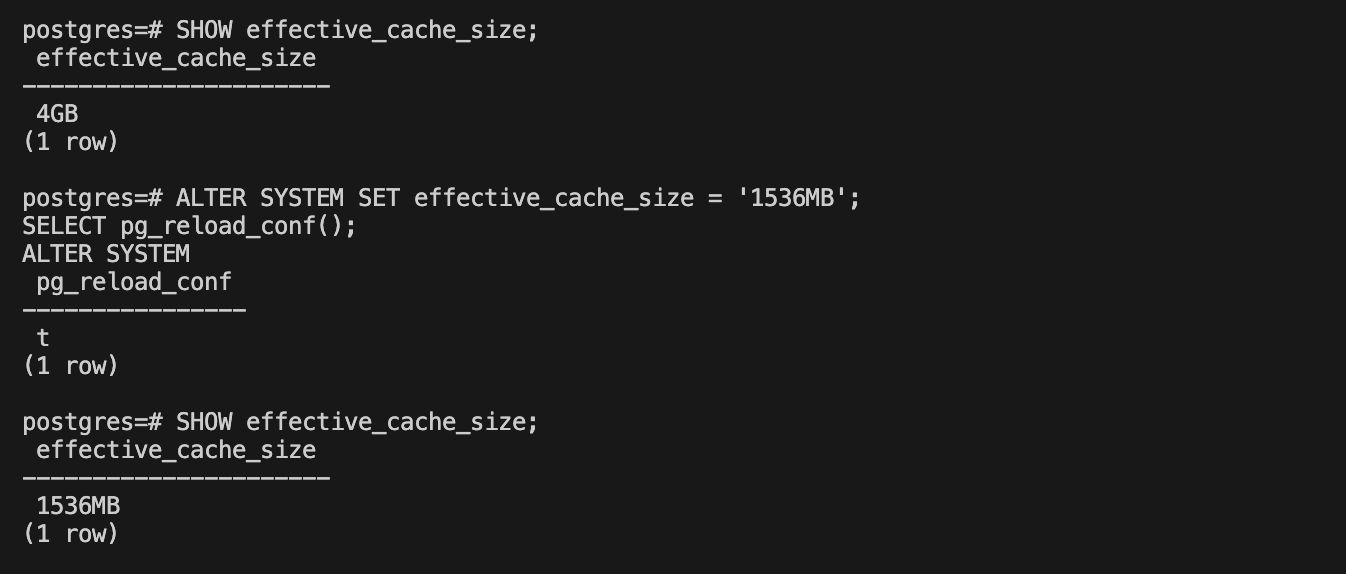 postgres=# SHOW effective_cache_size;
 effective_cache_size
----------------------
 4GB
(1 row)

postgres=# ALTER SYSTEM SET effective_cache_size = '1536MB';
SELECT pg_reload_conf();
ALTER SYSTEM
 pg_reload_conf
----------------
 t
(1 row)

postgres=# SHOW effective_cache_size;
 effective_cache_size
----------------------
 1536MB
(1 row)